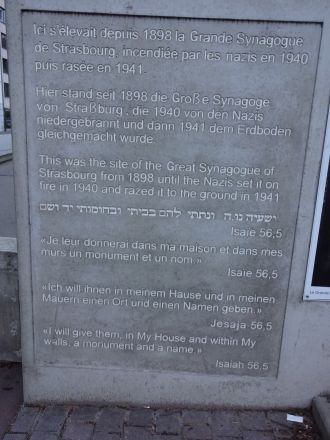 Ici s'élevait depuis 1898 la Grande Synagogue
de Strasbourg, incendiée par les nazis en 1940
puis rasée en 1941.
Hier stand seit 1898 die Große Synagoge
von Straßburg, die 1940 von den Nazis
niedergebrannt und dann 1941 dem Erdboden
gleichgemacht wurde.
This was the site of the Great Synagogue of
Strasbourg from 1898 until the Nazis set it on
fire in 1940 and razed it to the ground in 1941
ישעיה נו.ה ונתתי להם בביתי ובחומותי יד ושם
Isaïe 56,5
«Je leur donnerai dans ma maison et dans mes
murs un monument et un nom.»
Isaïe 56,5
«Ich will ihnen in meinem Hause und in meinen
Mauern einen Ort und einen Namen geben.»
Jesaja 56,5
«I will give them, in My House and within My
walls, a monument and a name.»
Isaiah 56,5